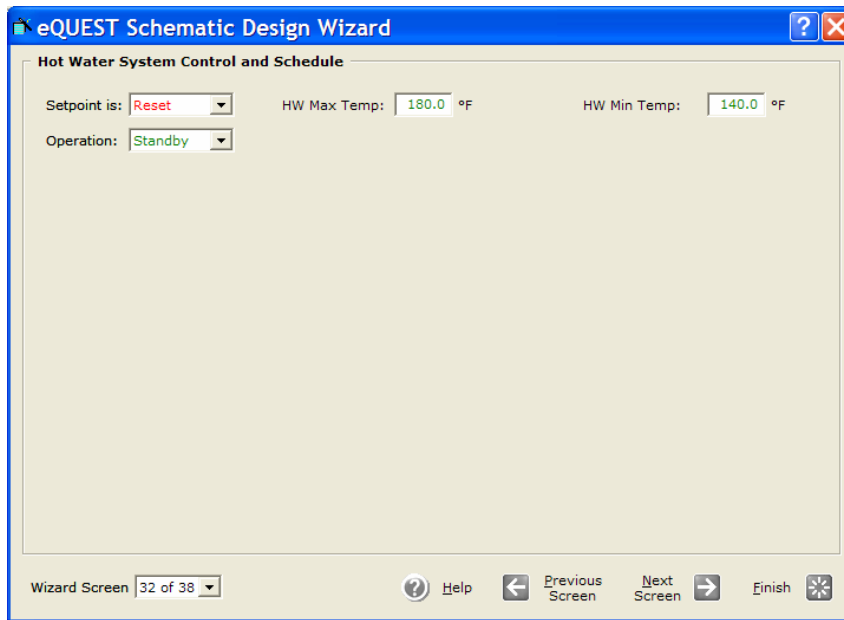 eQUEST Schematic Design Wizard
Hot Water System Control and Schedule
Setpoint is: Reset HW Max Temp: 180.0 °F HW Min Temp: 140.0 °F
Operation: Standby
Wizard Screen 32 of 38 ? Help Previous Screen Next Screen Finish